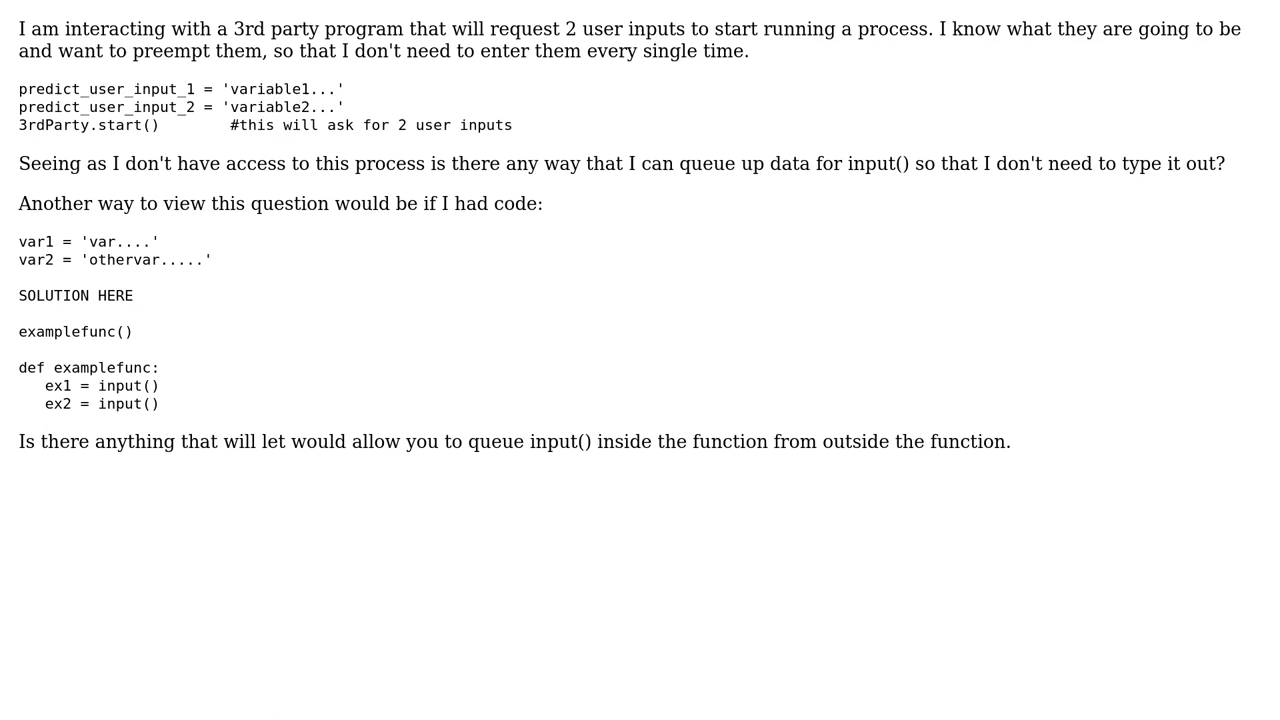 I am interacting with a 3rd party program that will request 2 user inputs to start running a process. I know what they are going to be
and want to preempt them, so that I don't need to enter them every single time.
predict_user_input_1 = 'variable1...'
predict_user_input_2 = 'variable2...'
3rdParty.start()        #this will ask for 2 user inputs
Seeing as I don't have access to this process is there any way that I can queue up data for input() so that I don't need to type it out?
Another way to view this question would be if I had code:
var1 = 'var....'
var2 = 'othervar.....'
SOLUTION HERE
examplefunc()
def examplefunc:
   ex1 = input()
   ex2 = input()
Is there anything that will let would allow you to queue input() inside the function from outside the function.